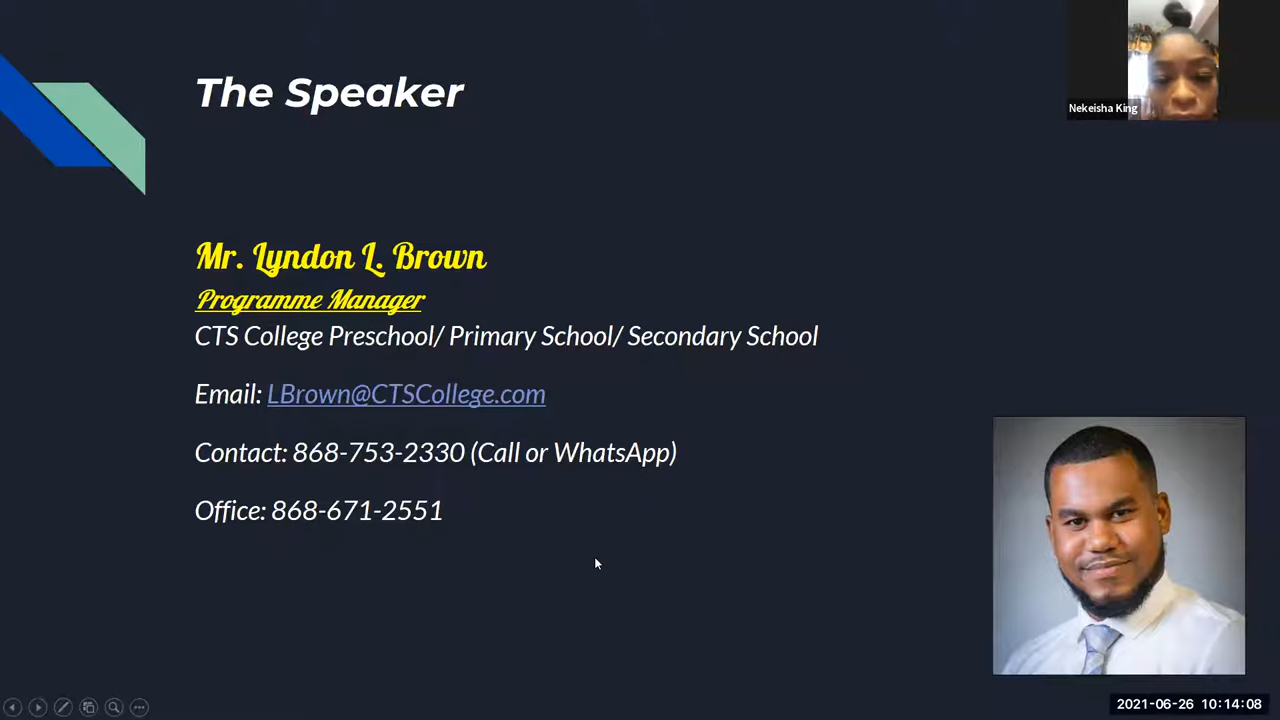 The Speaker
Nekeisha King
Mr. Lyndon L. Brown
Programme Manager
CTS College Preschool/ Primary School/ Secondary School
Email: LBrown@CTSCollege.com
Contact: 868-753-2330 (Call or WhatsApp)
Office: 868-671-2551
2021-06-26 10:14:08